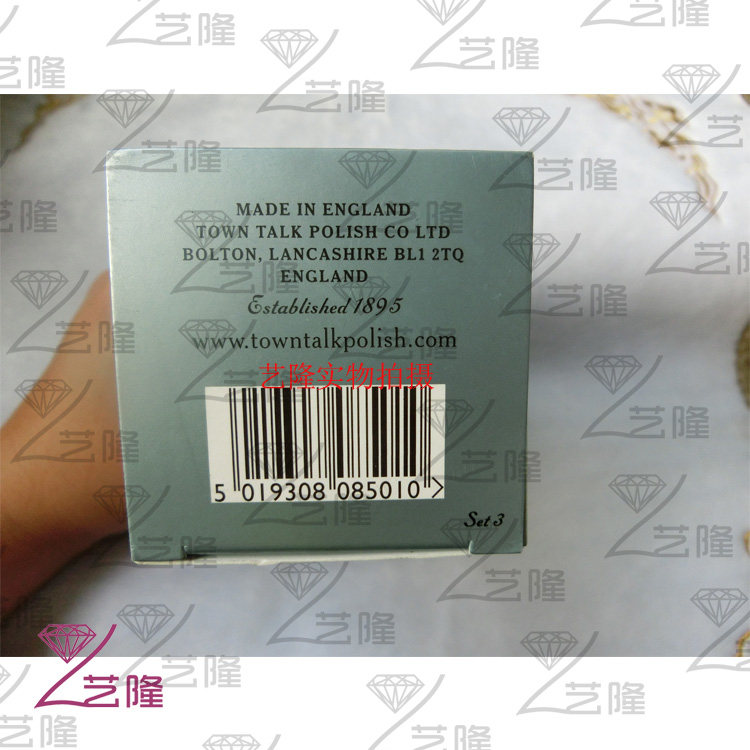 MADE IN ENGLAND
TOWN TALK POLISH CO LTD
BOLTON, LANCASHIRE BL1 2TQ
ENGLAND
Established 1895
www.towntalkpolish.com
艺隆实物拍摄
5 019308 085010 >
Set 3
艺隆